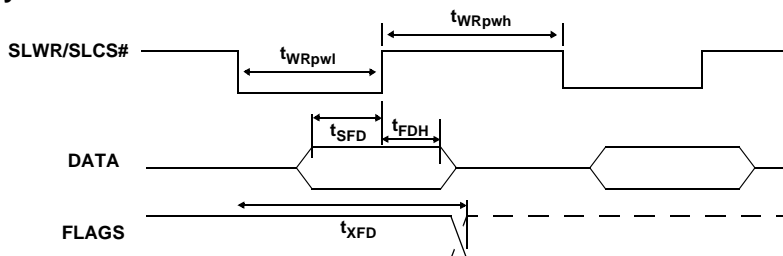 tWRpwh
SLWR/SLCS#
tWRpwl
tSFD
tFDH
DATA
tXFD
FLAGS